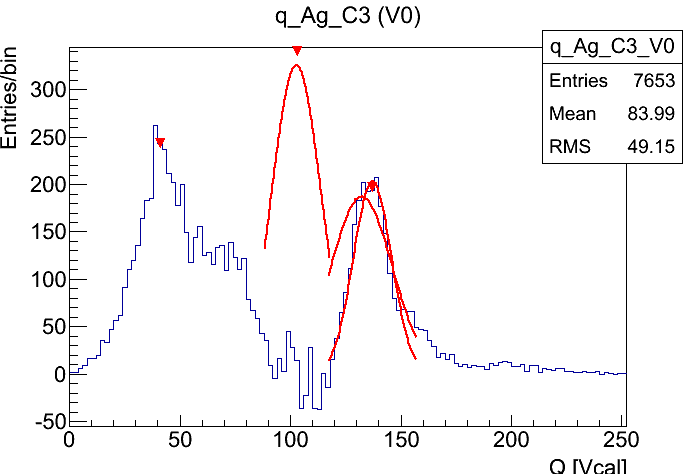 q_Ag_C3 (V0)
q_Ag_C3_V0
Entries 7653
Mean 83.99
RMS 49.15
Entries/bin
300
250
200
150
100
50
0
-50
0 50 100 150 200 250
Q [Vcal]